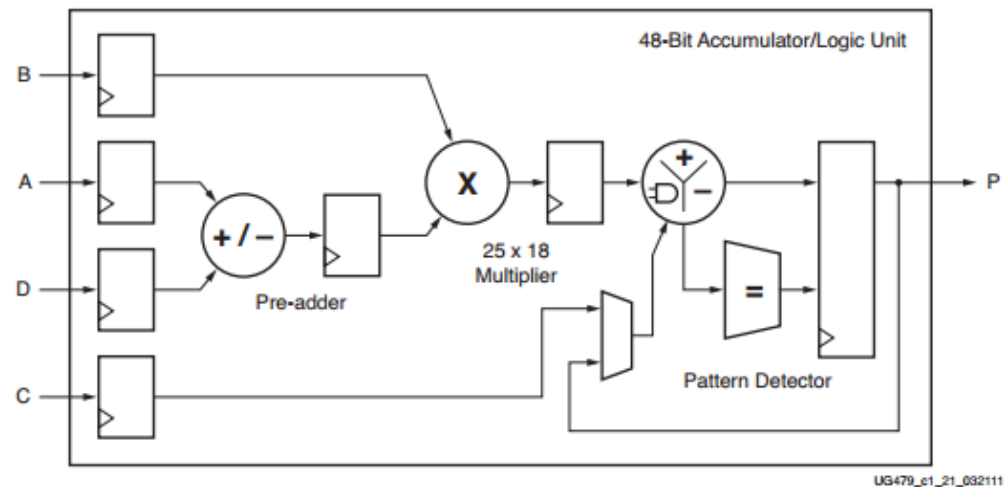 48-Bit Accumulator/Logic Unit
B
A
+ / –
D
Pre-adder
X
25 x 18
Multiplier
+
–
=
Pattern Detector
C
P
UG479_c1_21_032111